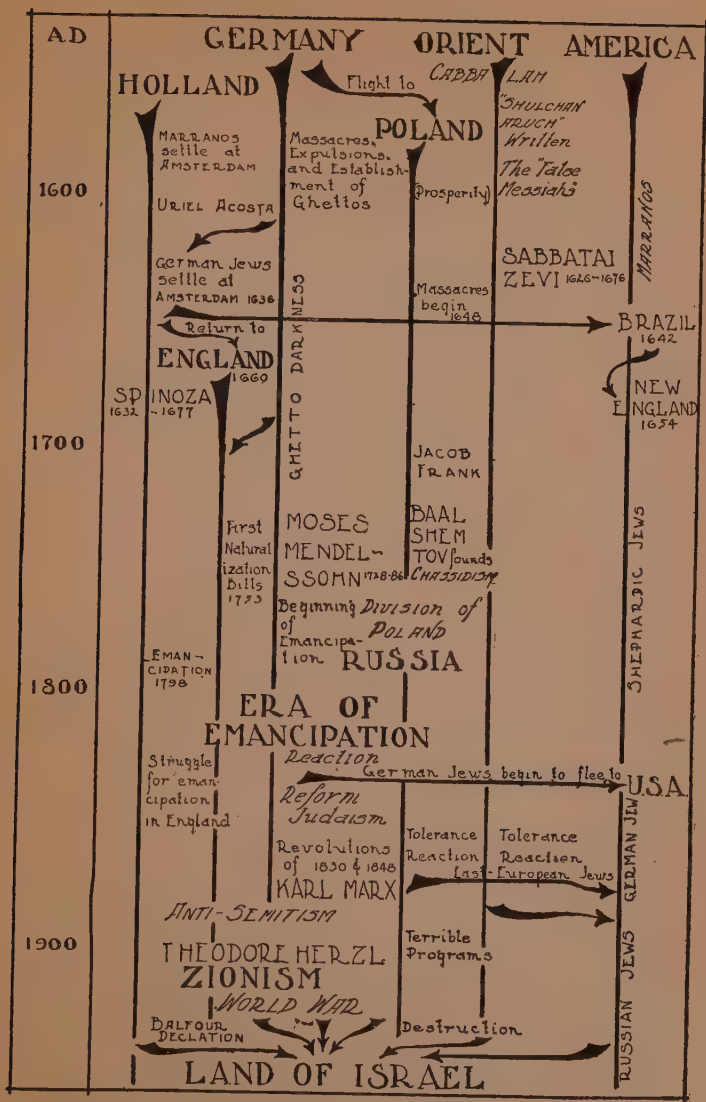 AD
GERMANY ORIENT AMERICA
HOLLAND
Flight to
CABBALAH
"SHULCHAN
ARUCH"
Written
The "False
Messiahs"
POLAND
MARRANOS
settle at
AMSTERDAM
Massacres,
Expulsions,
and Establish-
ment of
Ghettos
1600
(Prosperity)
URIEL ACOSTA
MARRANOS
German Jews
settle at
AMSTERDAM 1636
SABBATAI
ZEVI 1626-1676
Massacres
begin
1648
GHETTO DARKNESS
Return to
BRAZIL
1642
ENGLAND
1660
SPINOZA
1632-1677
NEW
ENGLAND
1654
1700
JACOB
FRANK
First
Natural
ization
Bills
1753
MOSES
MENDEL-
SSOHN 1728-86
BAAL
SHEM
TOV founds
CHASSIDISM
SHEPHARDIC JEWS
Beginning
of
Emancipa-
tion
Division of
POLAND
RUSSIA
EMAN-
CIPATION
1798
1800
ERA OF
EMANCIPATION
Reaction
German Jews begin to flee to
U.S.A.
Struggle
for eman-
cipation
in England
Reform
Judaism
Revolutions
of 1830 & 1848
KARL MARX
Tolerance
Reaction
Tolerance
Reaction
East-European Jews
GERMAN JEW
ANTI-SEMITISM
1900
THEODORE HERZL
ZIONISM
Terrible
Programs
WORLD WAR
RUSSIAN JEWS
BALFOUR
DECLATION
Destruction
LAND OF ISRAEL